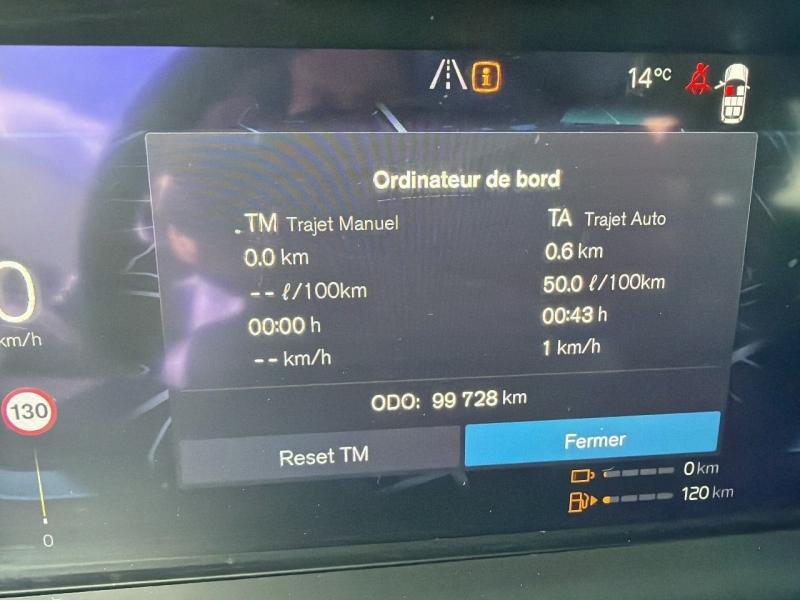 14°C
Ordinateur de bord
TM Trajet Manuel
TA Trajet Auto
0.0 km
0.6 km
-- ℓ/100km
50.0 ℓ/100km
00:00 h
00:43 h
-- km/h
1 km/h
ODO: 99 728 km
Reset TM
Fermer
0
km/h
130
0
0 km
120 km